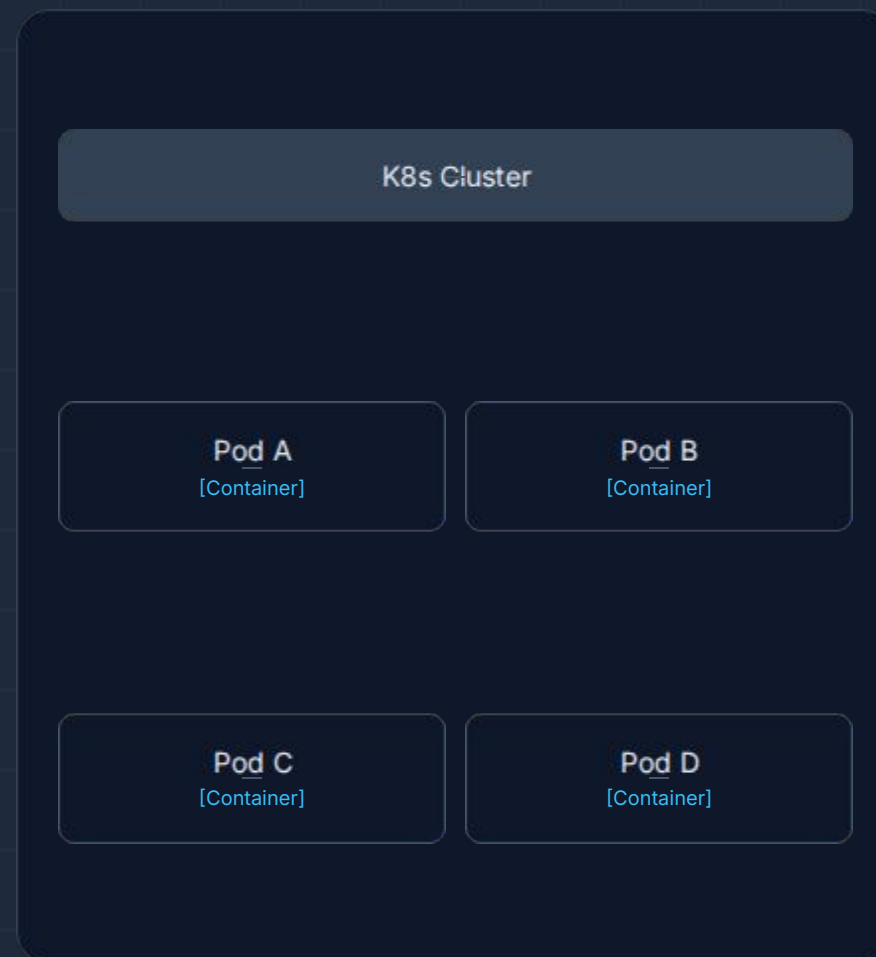 K8s Cluster
Pod A
Pod B
[Container]
[Container]
Pod C
Pod D
[Container]
[Container]